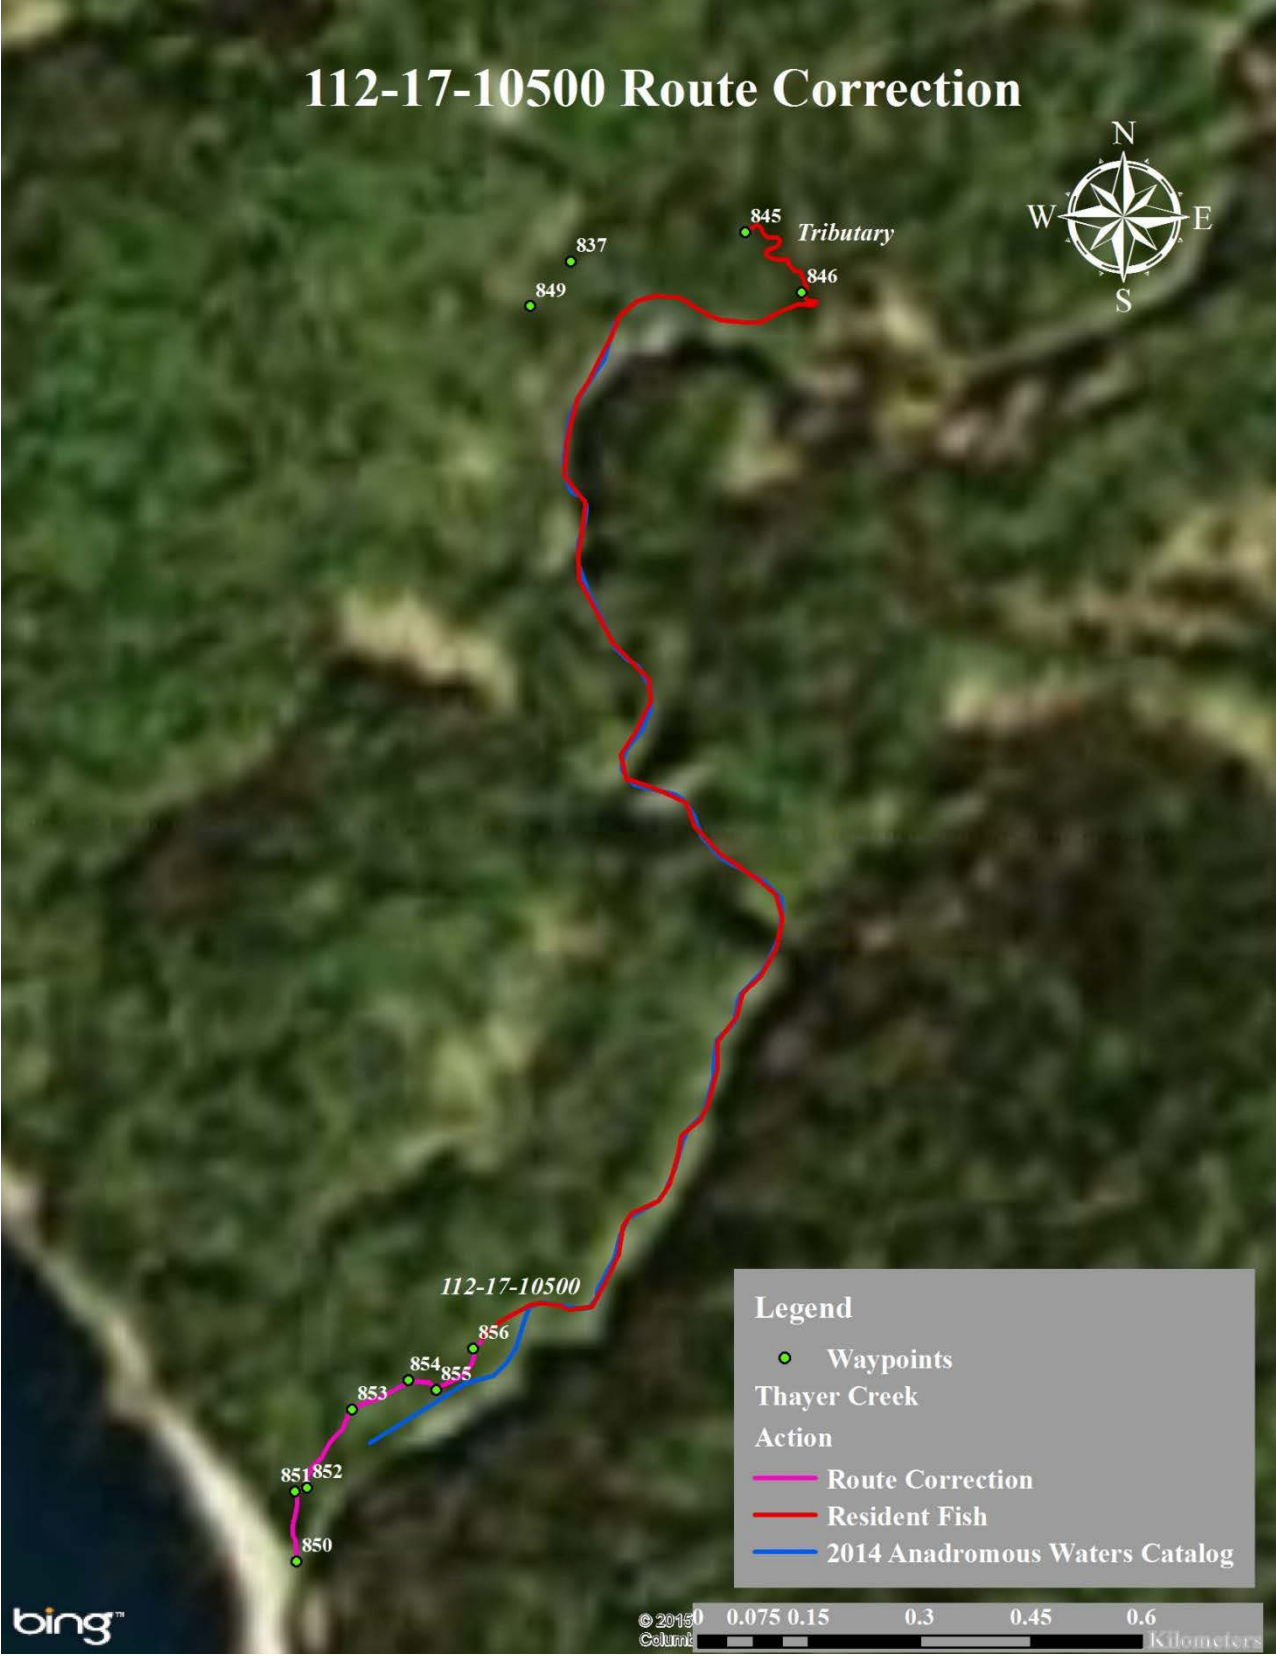 112-17-10500 Route Correction
N
W E
S
845
Tributary
837
846
849
112-17-10500
856
854
855
853
851
852
850
Legend
Waypoints
Thayer Creek
Action
Route Correction
Resident Fish
2014 Anadromous Waters Catalog
bing™
© 2015
Columb
0 0.075 0.15 0.3 0.45 0.6
Kilometers